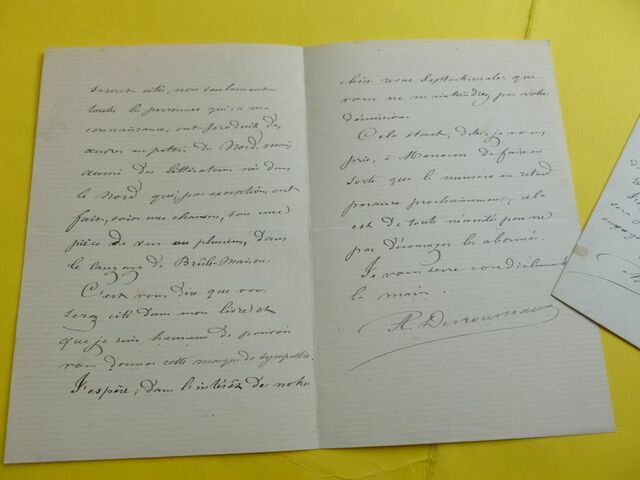 seront cités, non seulement
toutes les personnes qui, à ma
connaissance, ont produit des
œuvres en patois du Nord, mais
aussi des littérateurs nés dans
le Nord qui, par exception, ont
fait, soit une chanson, soit une
pièce de vers ou plusieurs, dans
le langage de Brûle-Maison.
C'est vous dire que vous
serez cité dans mon livre et
que je suis heureux de pouvoir
vous donner cette marque de sympathie.
J'espère, dans l'intérêt de notre
chère revue Septentrionale, que
vous ne maintiendrez pas votre
démission.
Cela étant, dites, je vous
prie, à Masseron de faire en
sorte que le numéro en retard
paraisse prochainement; cela
est de toute nécessité pour ne
pas décourager les abonnés.
Je vous serre cordialement
la main.
A. Desrousseaux